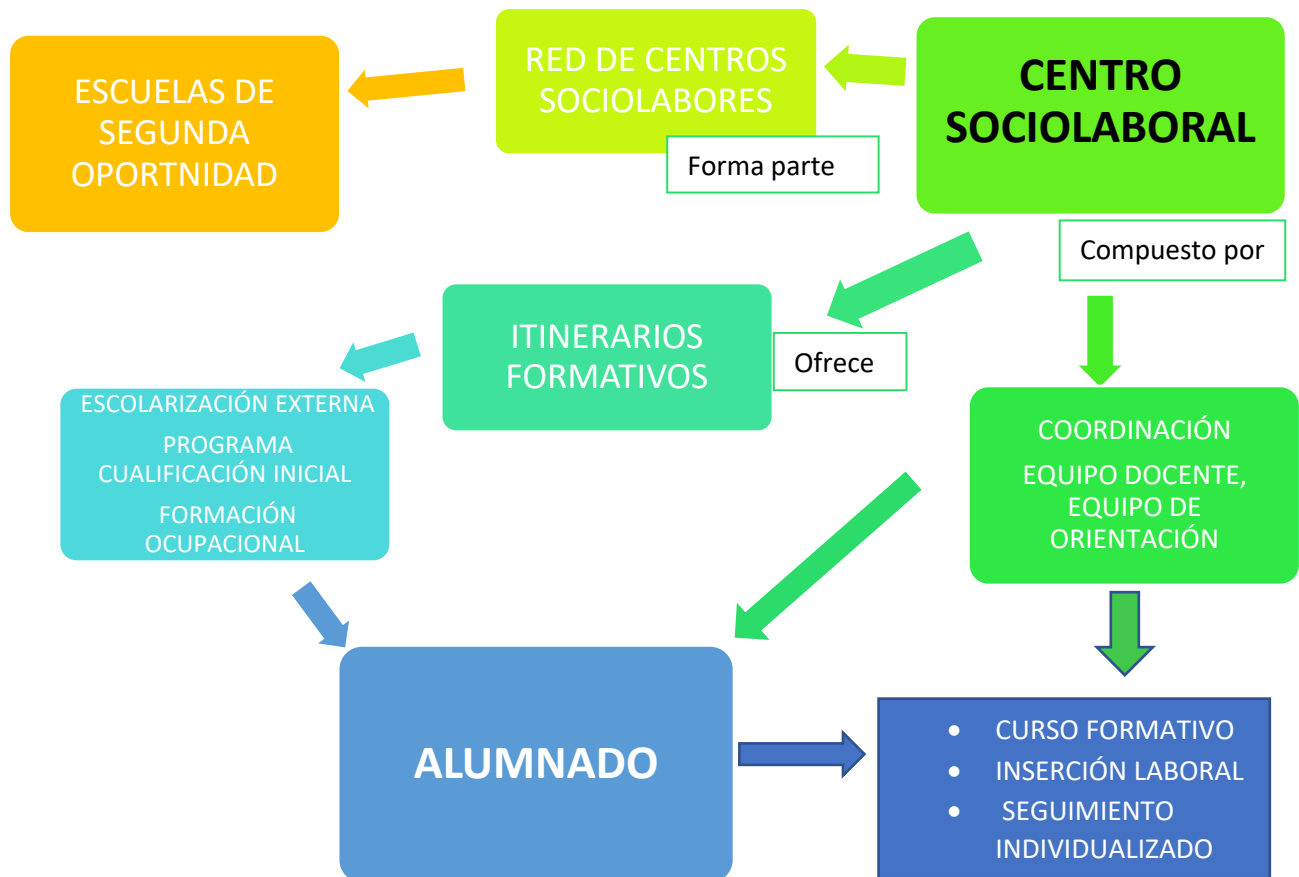 ESCUELAS DE
SEGUNDA
OPORTNIDAD
RED DE CENTROS
SOCIOLABORES
Forma parte
CENTRO
SOCIOLABORAL
Compuesto por
ITINERARIOS
FORMATIVOS
Ofrece
ESCOLARIZACIÓN EXTERNA
PROGRAMA
CUALIFICACIÓN INICIAL
FORMACIÓN
OCUPACIONAL
COORDINACIÓN
EQUIPO DOCENTE,
EQUIPO DE
ORIENTACIÓN
ALUMNADO
• CURSO FORMATIVO
• INSERCIÓN LABORAL
• SEGUIMIENTO
INDIVIDUALIZADO